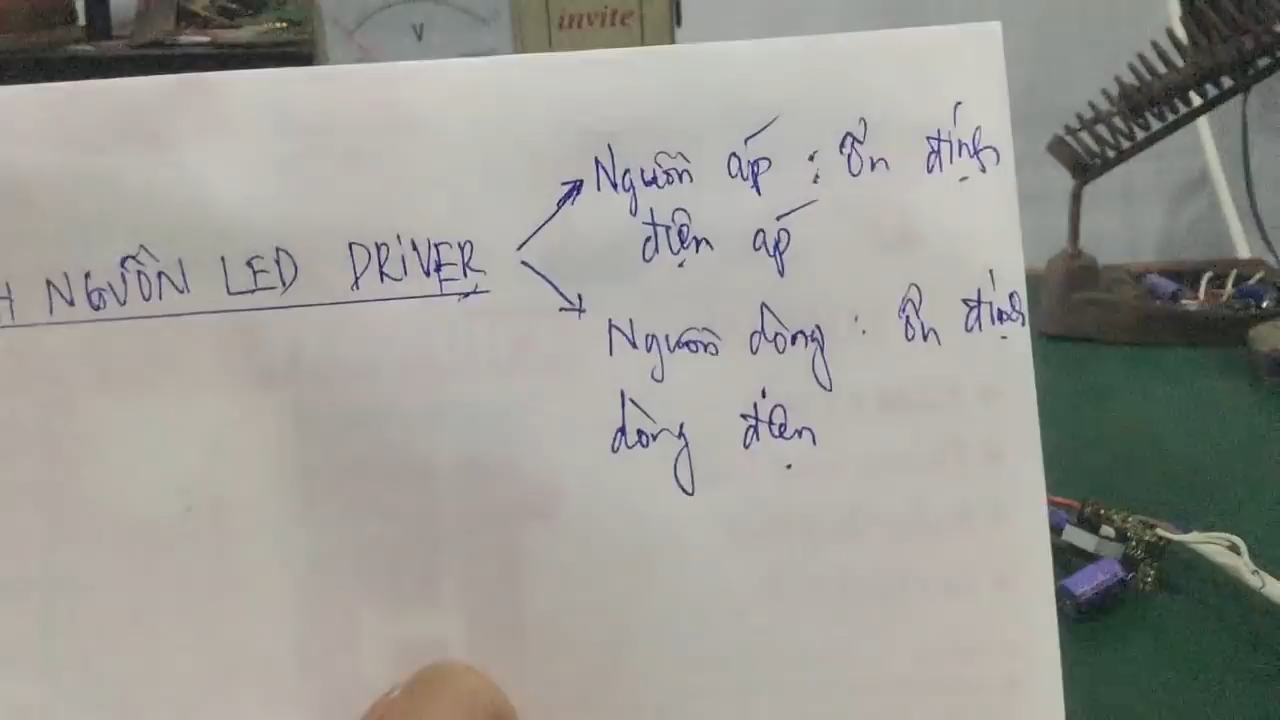 V
invite
NGUỒN LED DRIVER
Nguồn áp : ổn định
điện áp
Nguồn dòng : ổn định
dòng điện